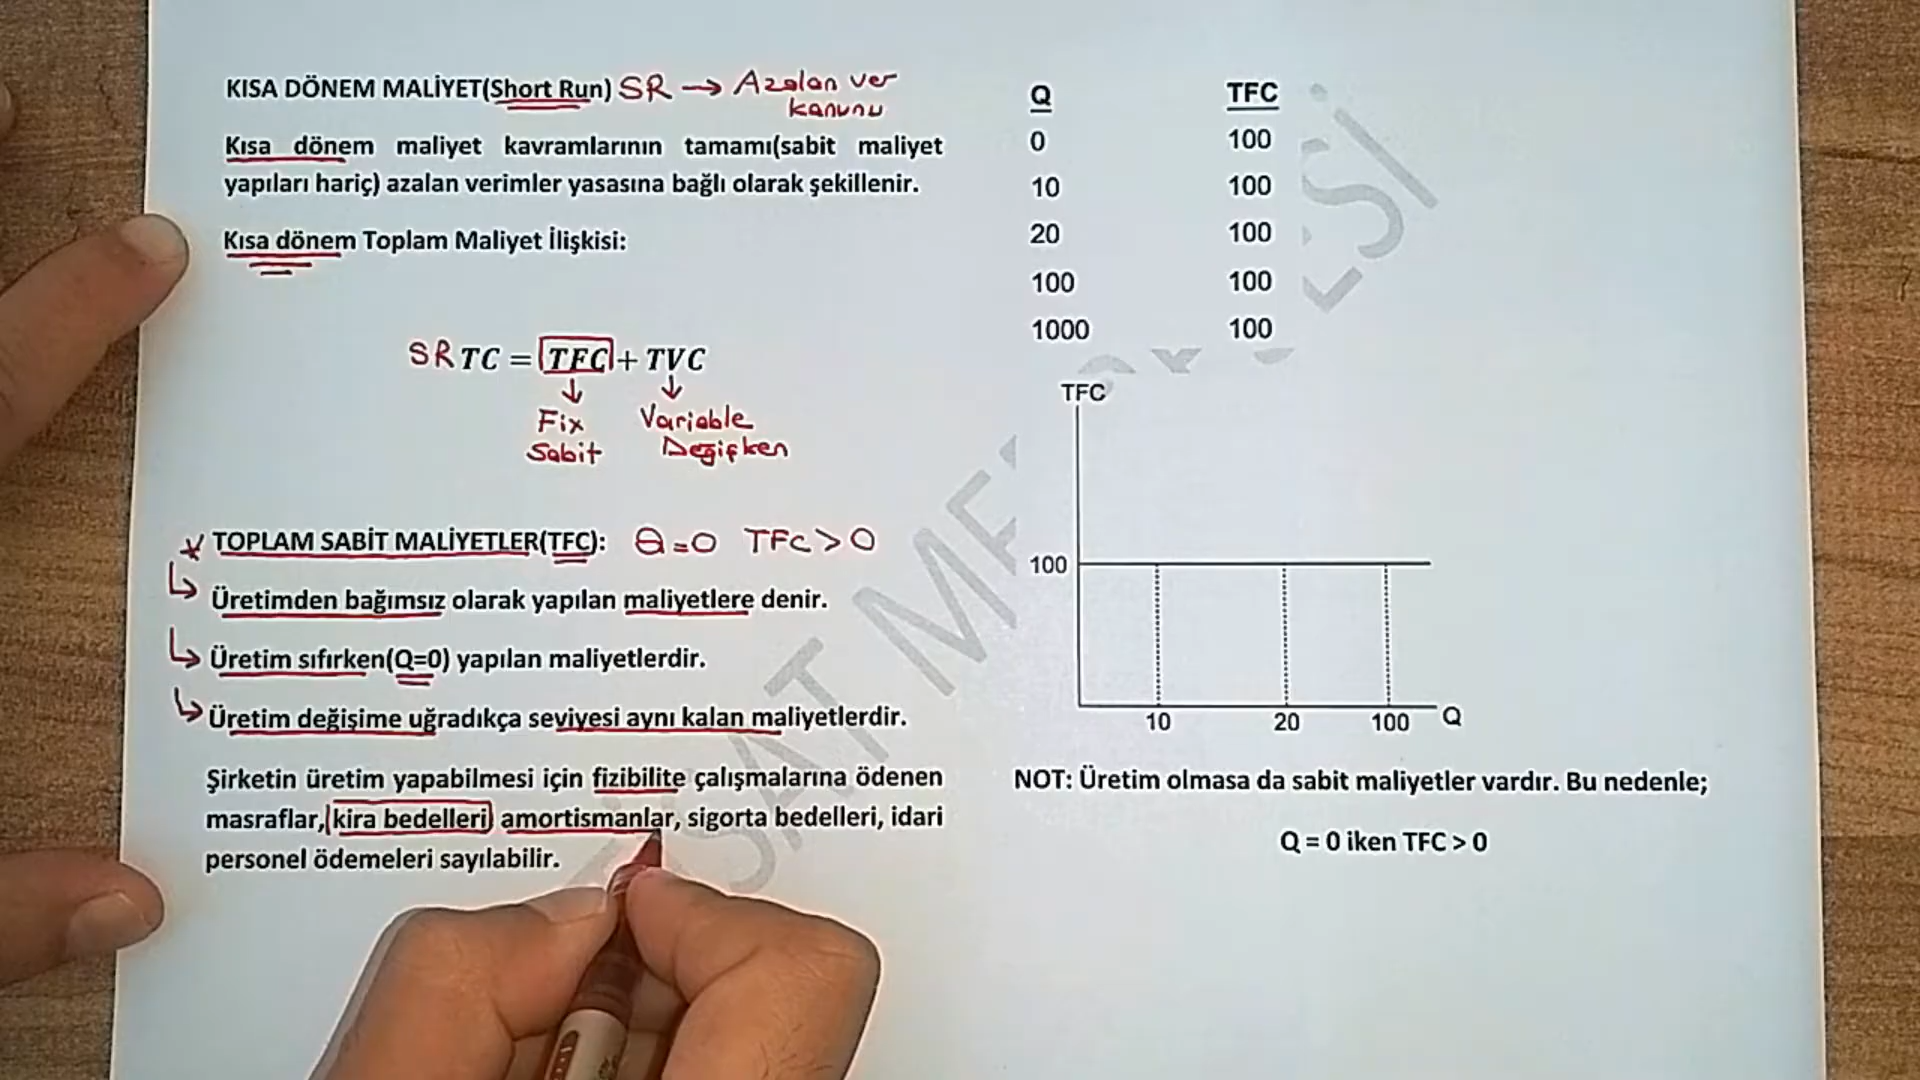 KISA DÖNEM MALİYET(Short Run) SR → Azalan ver
kanunu
Kısa dönem maliyet kavramlarının tamamı(sabit maliyet
yapıları hariç) azalan verimler yasasına bağlı olarak şekillenir.
Kısa dönem Toplam Maliyet İlişkisi:
SR TC = TFC + TVC
↓ ↓
Fix Variable
Sabit Değişken
TOPLAM SABİT MALİYETLER(TFC): Q=0 TFC>0
Üretimden bağımsız olarak yapılan maliyetlere denir.
Üretim sıfırken(Q=0) yapılan maliyetlerdir.
Üretim değişime uğradıkça seviyesi aynı kalan maliyetlerdir.
Şirketin üretim yapabilmesi için fizibilite çalışmalarına ödenen
masraflar, kira bedelleri amortismanlar, sigorta bedelleri, idari
personel ödemeleri sayılabilir.
Q TFC
0 100
10 100
20 100
100 100
1000 100
TFC
100
10 20 100 Q
NOT: Üretim olmasa da sabit maliyetler vardır. Bu nedenle;
Q = 0 iken TFC > 0